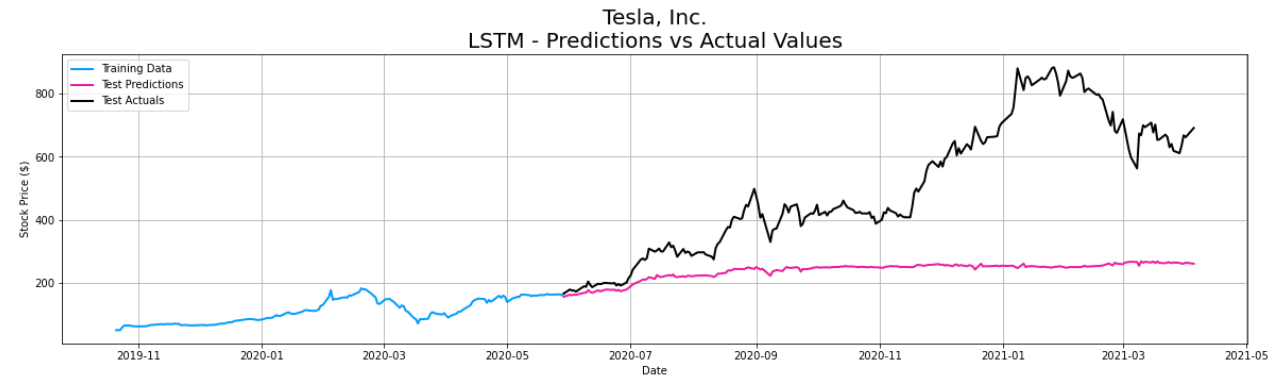 Tesla, Inc.
LSTM - Predictions vs Actual Values
Training Data
Test Predictions
Test Actuals
Stock Price ($)
800
600
400
200
2019-11 2020-01 2020-03 2020-05 2020-07 2020-09 2020-11 2021-01 2021-03 2021-05
Date